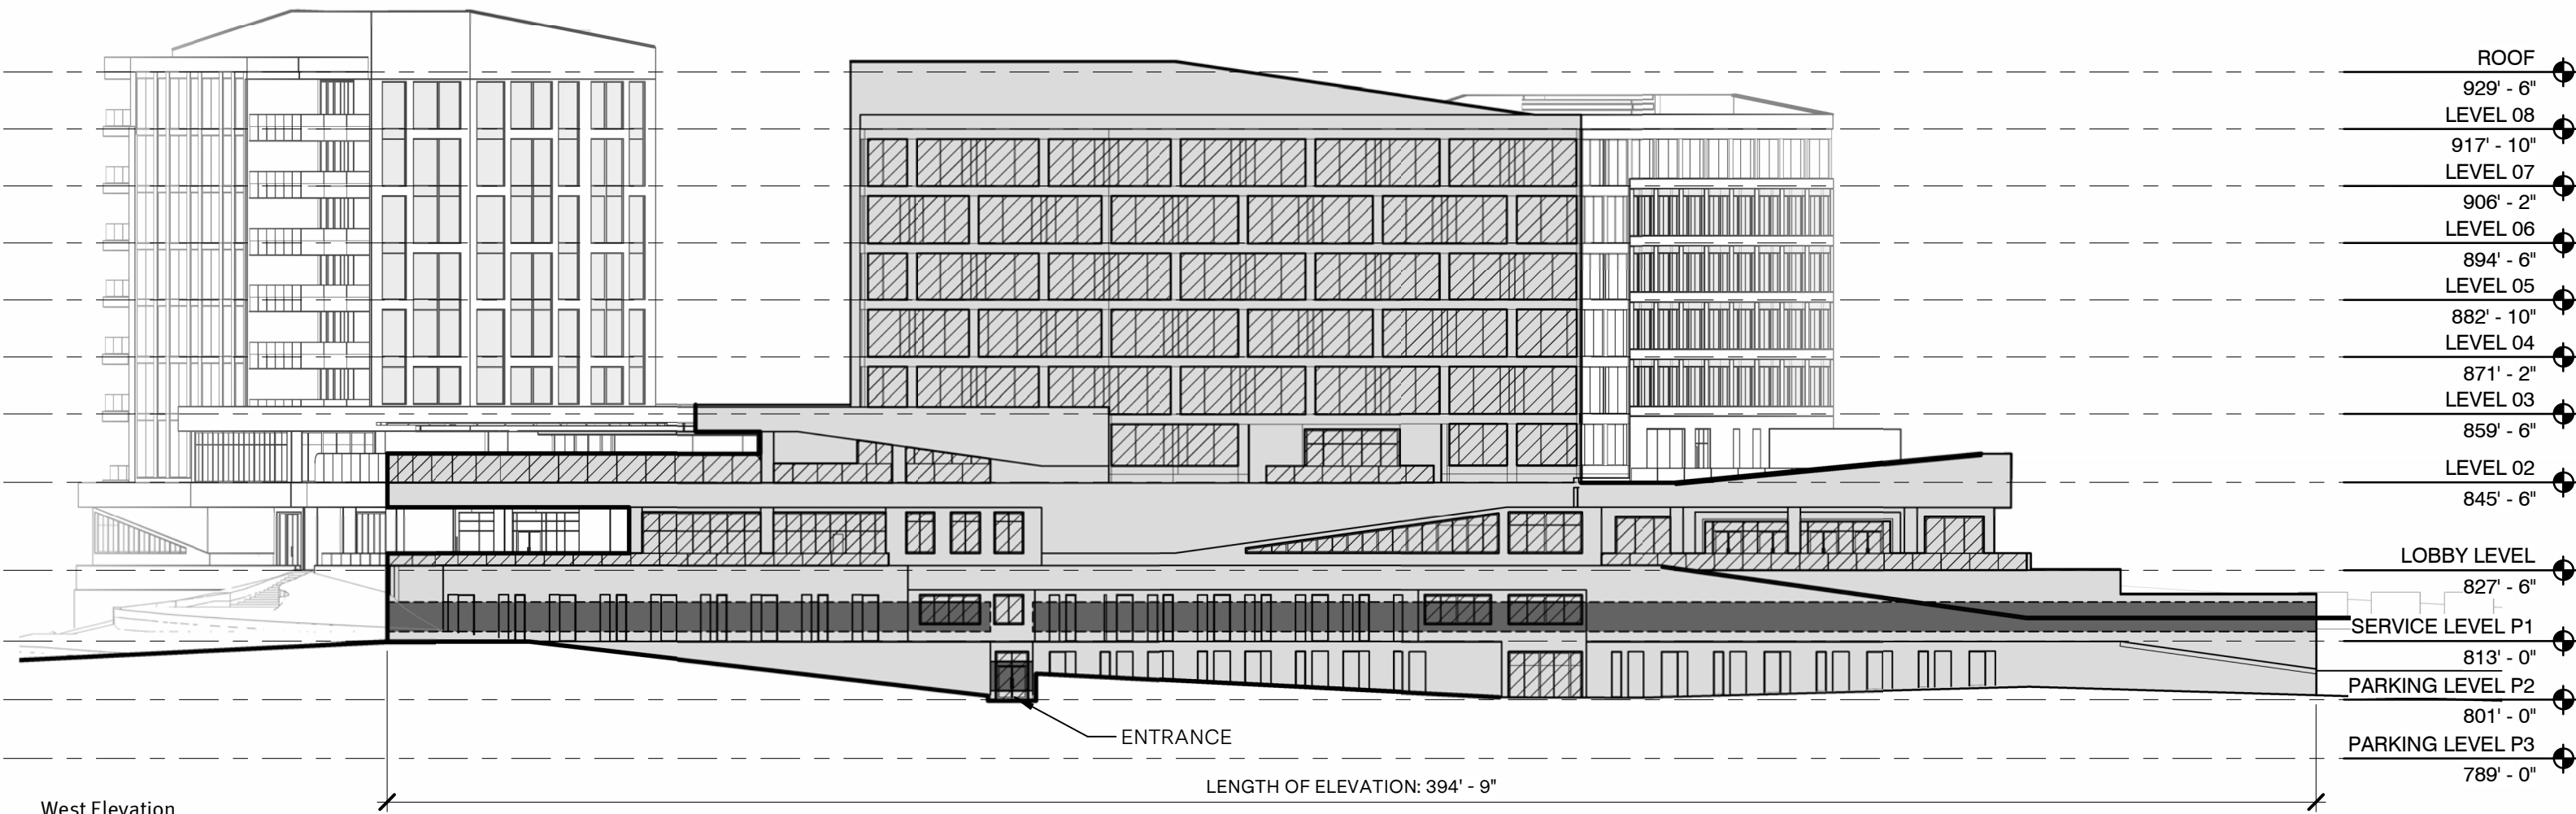 ROOF
929' - 6"
LEVEL 08
917' - 10"
LEVEL 07
906' - 2"
LEVEL 06
894' - 6"
LEVEL 05
882' - 10"
LEVEL 04
871' - 2"
LEVEL 03
859' - 6"
LEVEL 02
845' - 6"
LOBBY LEVEL
827' - 6"
SERVICE LEVEL P1
813' - 0"
PARKING LEVEL P2
801' - 0"
ENTRANCE
PARKING LEVEL P3
789' - 0"
LENGTH OF ELEVATION: 394' - 9"
West Elevation